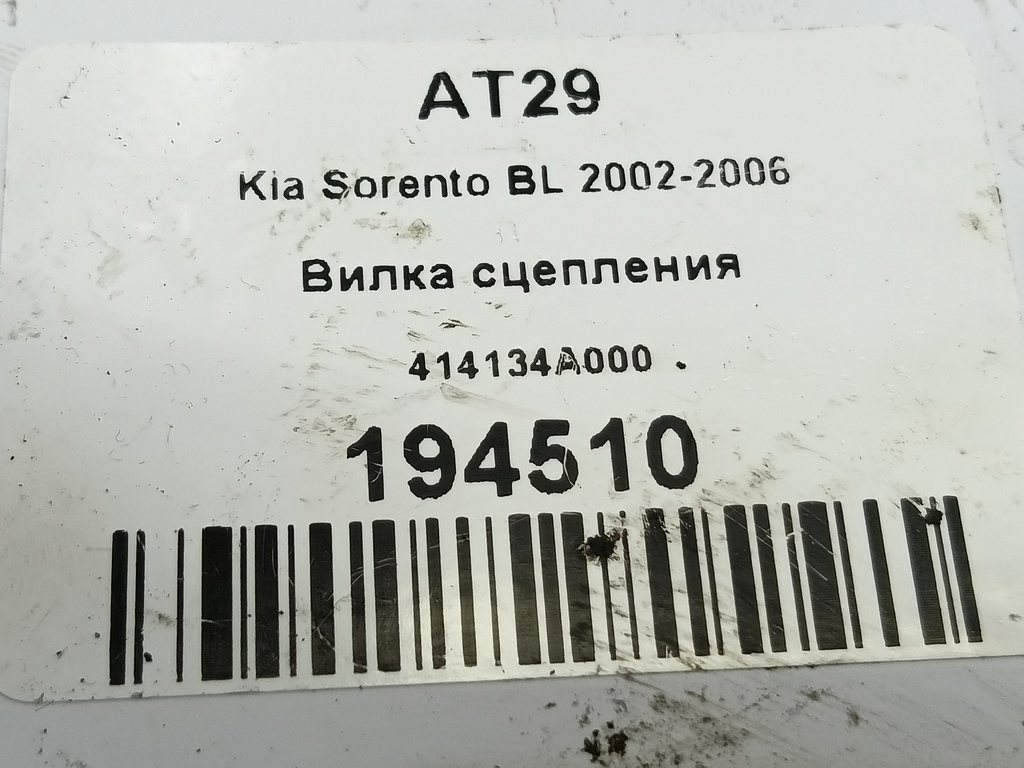 AT29
Kia Sorento BL 2002-2006
Вилка сцепления
414134A000 .
194510